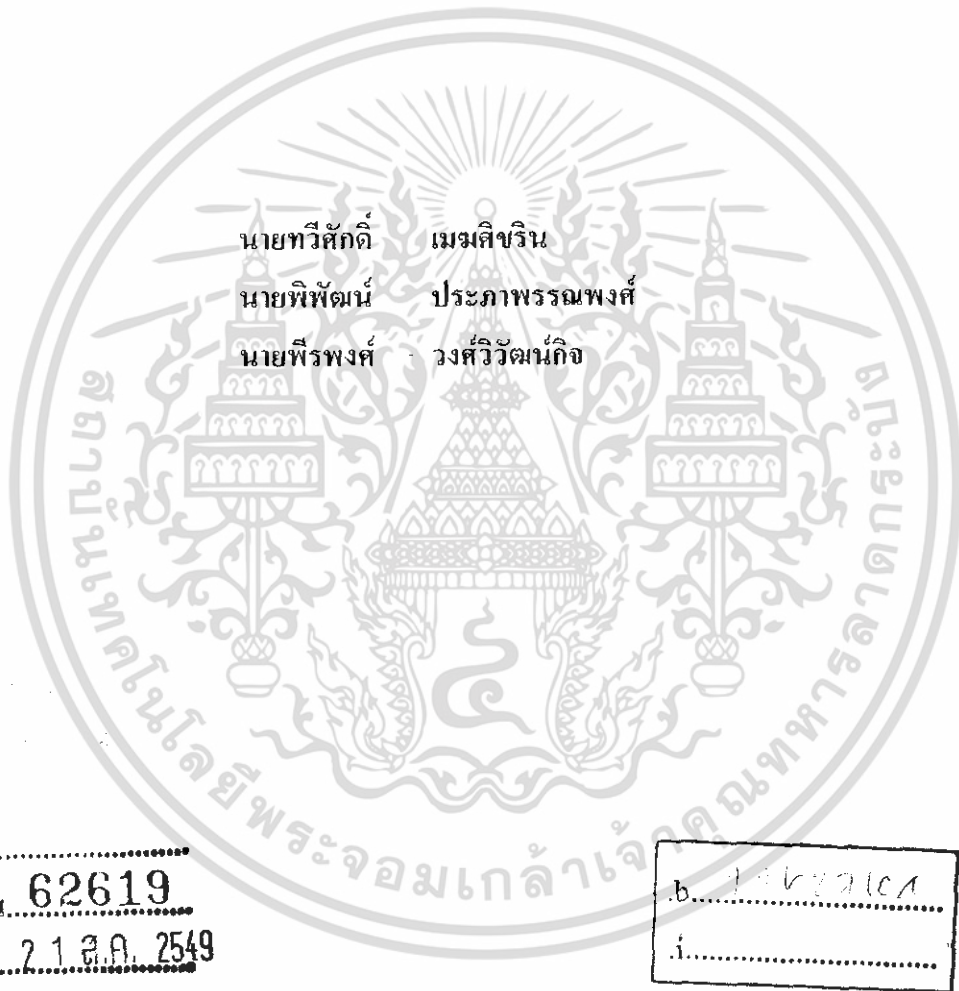 นายทวีศักดิ์ เมฆศิขริน
นายพิพัฒน์ ประภาพรรณพงศ์
นายพีรพงศ์ วงศ์วิวัฒน์กิจ
สถาบันเทคโนโลยีพระจอมเกล้าเจ้าคุณทหารลาดกระบัง
62619
21 ส.ค. 2549
b.
i.